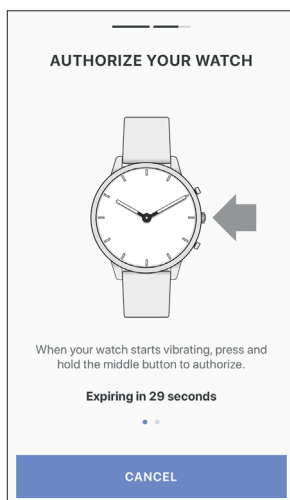 AUTHORIZE YOUR WATCH
When your watch starts vibrating, press and
hold the middle button to authorize.
Expiring in 29 seconds
CANCEL